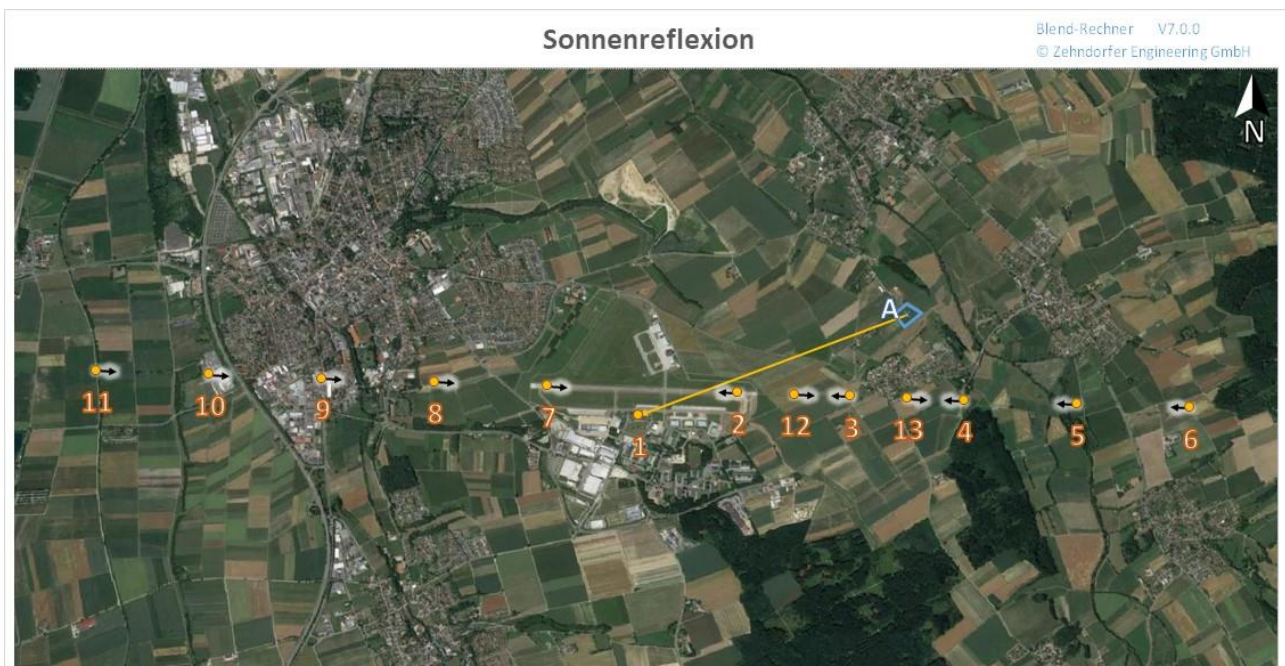 Sonnenreflexion
Blend-Rechner V7.0.0
© Zehndorfer Engineering GmbH
N
A
11
10
9
8
7
1
2
12
3
13
4
5
6